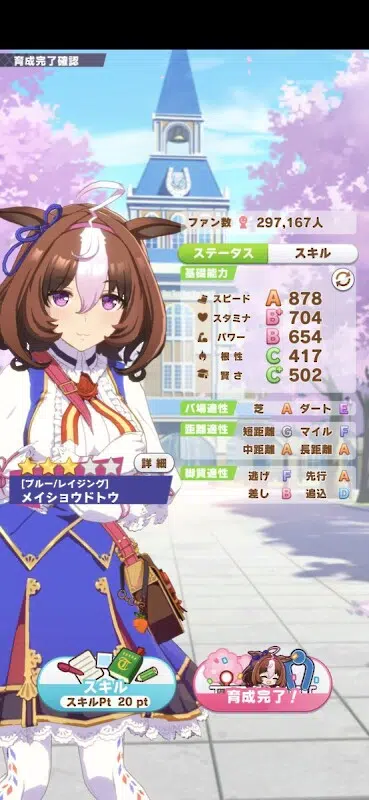 育成完了確認
ファン数 297,167人
ステータス スキル
基礎能力
スピード A 878
スタミナ B+ 704
パワー B 654
根性 C 417
賢さ C+ 502
バ場適性 芝 A ダート E
距離適性 短距離 G マイル F
中距離 A 長距離 A
脚質適性 逃げ F 先行 A
差し B 追込 D
詳細
[ブルー/レイジング]
メイショウドトウ
スキル
スキルPt 20 pt
育成完了!